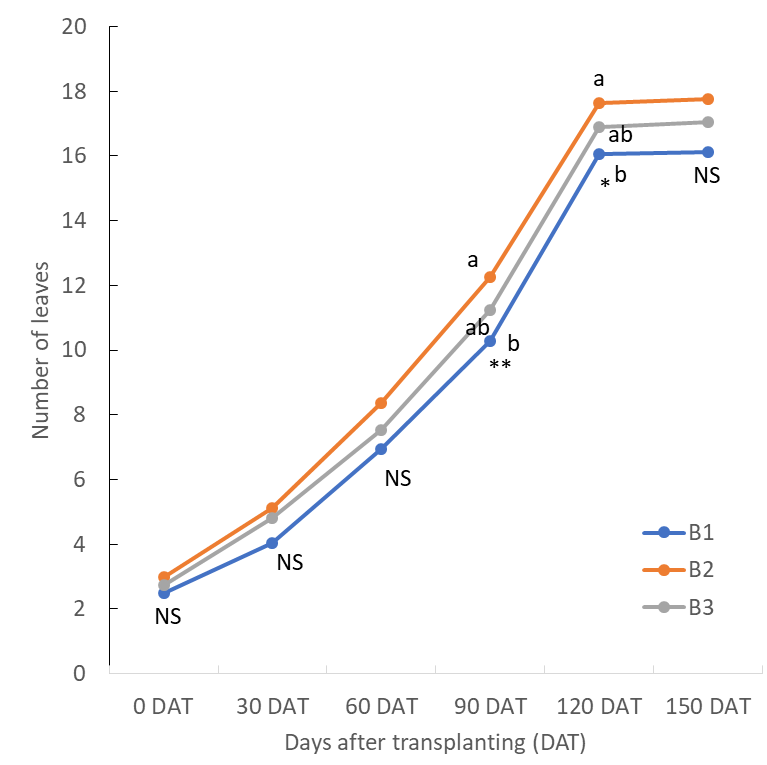 20
18
16
14
12
10
8
6
4
2
0
Number of leaves
a
ab
b
*
NS
a
ab
b
**
NS
NS
NS
B1
B2
B3
0 DAT 30 DAT 60 DAT 90 DAT 120 DAT 150 DAT
Days after transplanting (DAT)